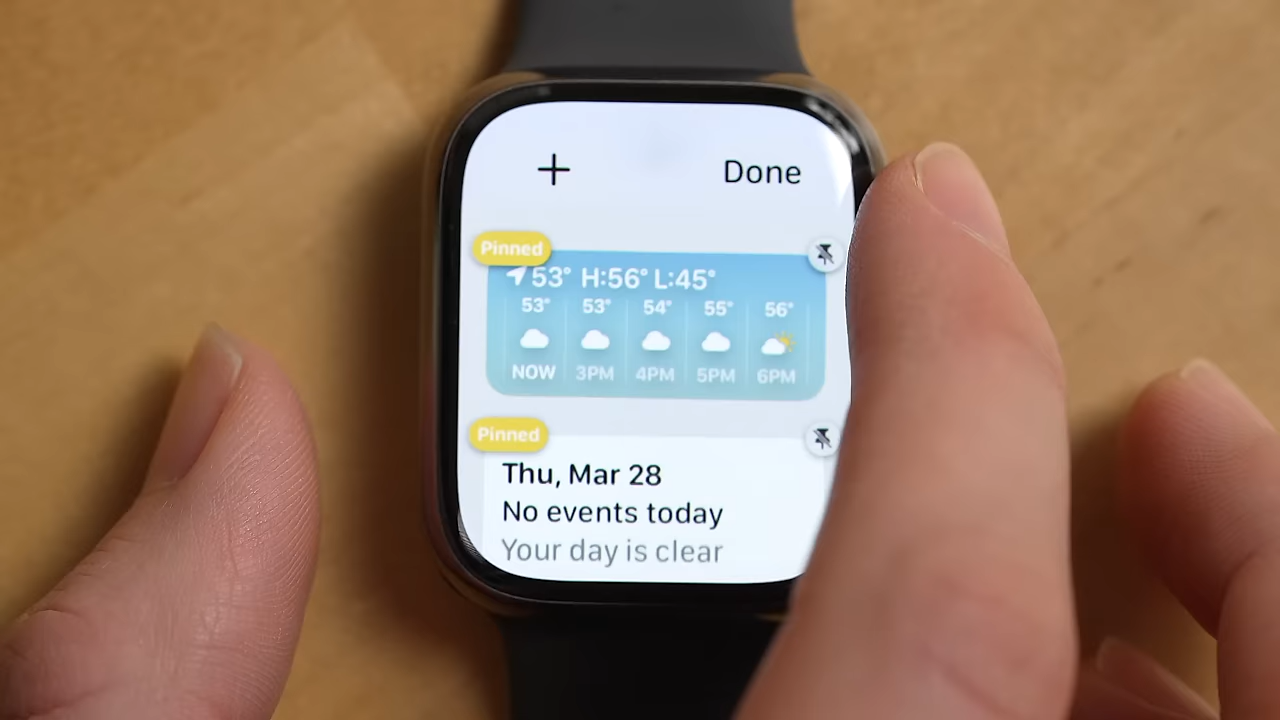 + Done
Pinned
53° H:56° L:45°
53° 53° 54° 55° 56°
NOW 3PM 4PM 5PM 6PM
Pinned
Thu, Mar 28
No events today
Your day is clear